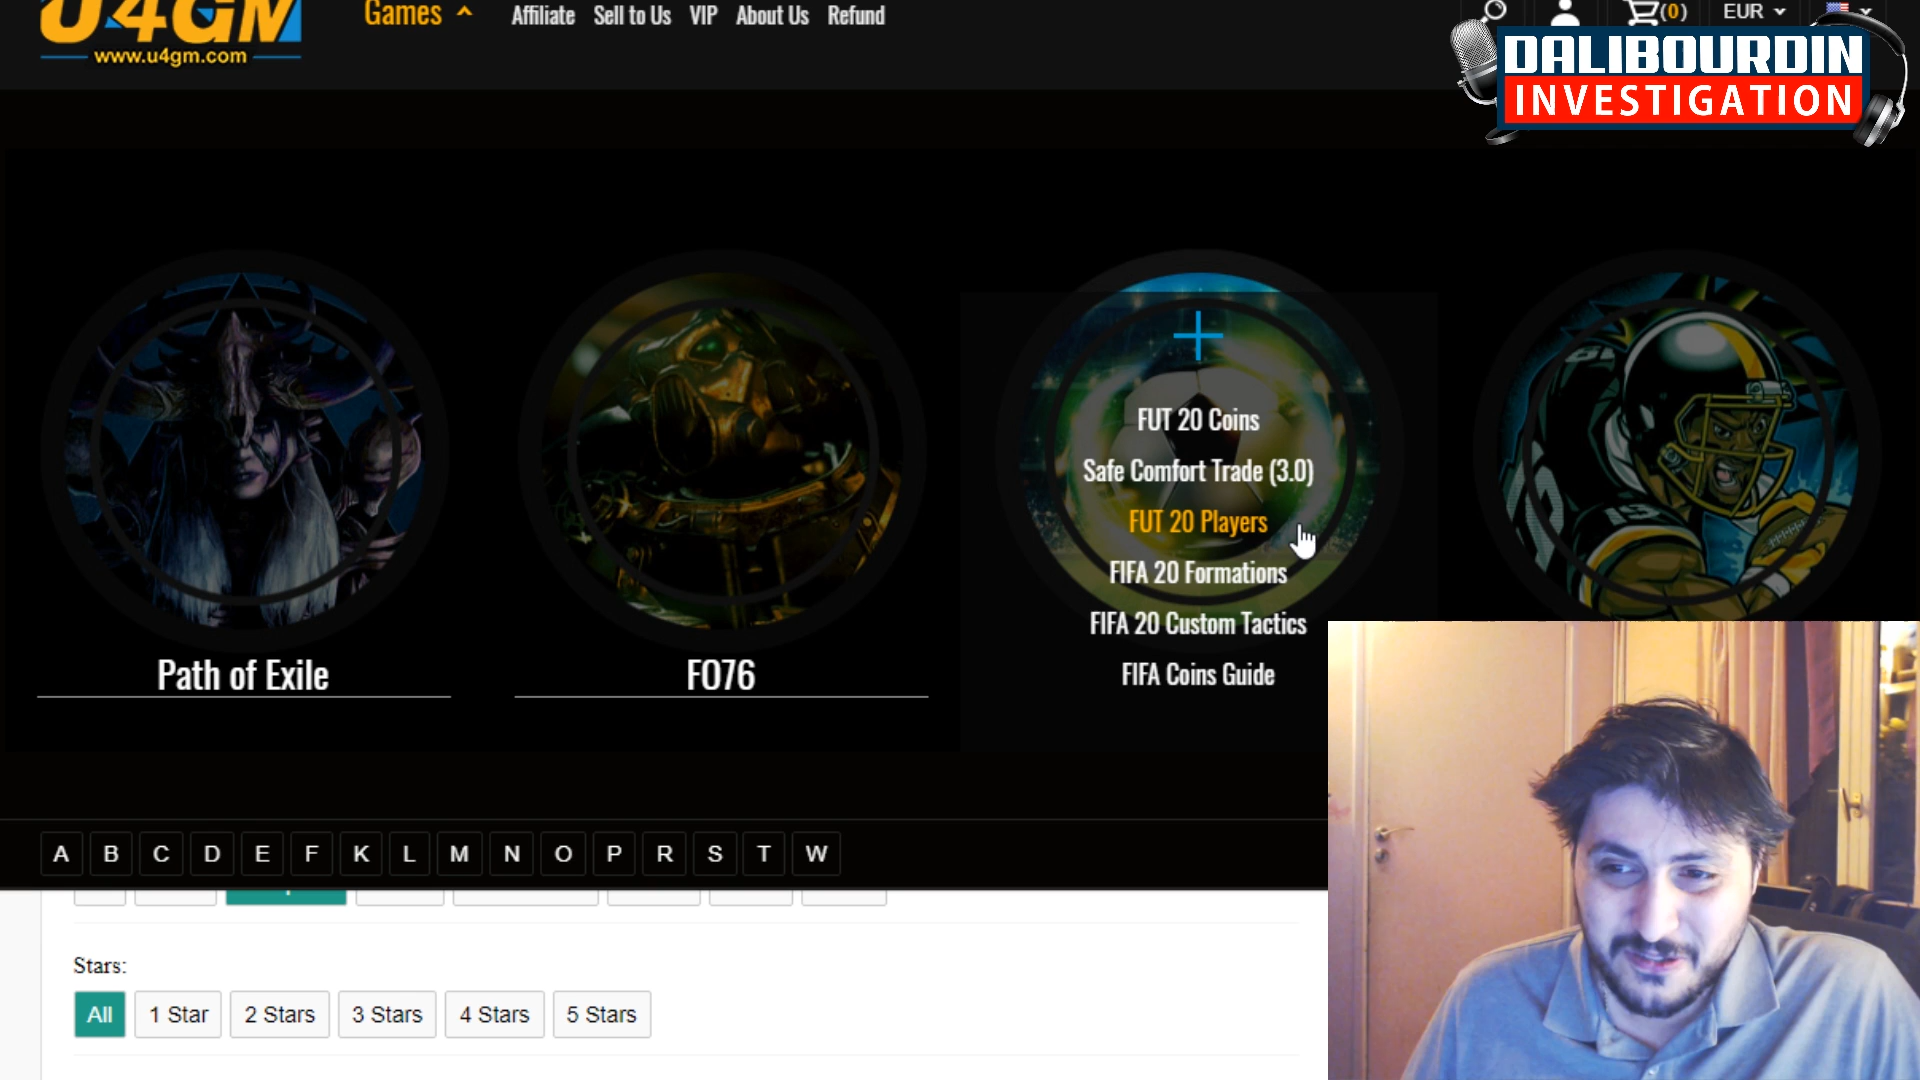 U4GM
www.u4gm.com
Games
Affiliate
Sell to Us
VIP
About Us
Refund
(0)
EUR
DALIBOURDIN
INVESTIGATION
FUT 20 Coins
Safe Comfort Trade (3.0)
FUT 20 Players
FIFA 20 Formations
FIFA 20 Custom Tactics
FIFA Coins Guide
Path of Exile
FO76
A B C D E F K L M N O P R S T W
Stars:
All
1 Star
2 Stars
3 Stars
4 Stars
5 Stars